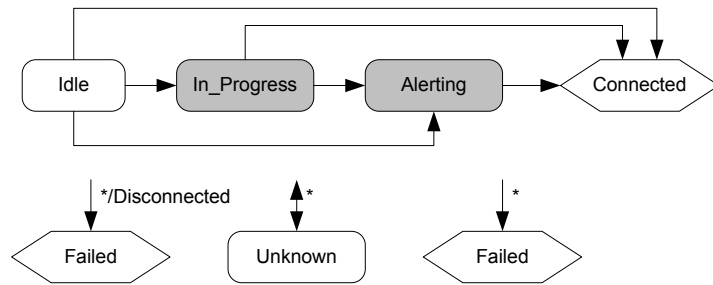 Idle
In_Progress
Alerting
Connected
*/Disconnected
*
*
Failed
Unknown
Failed